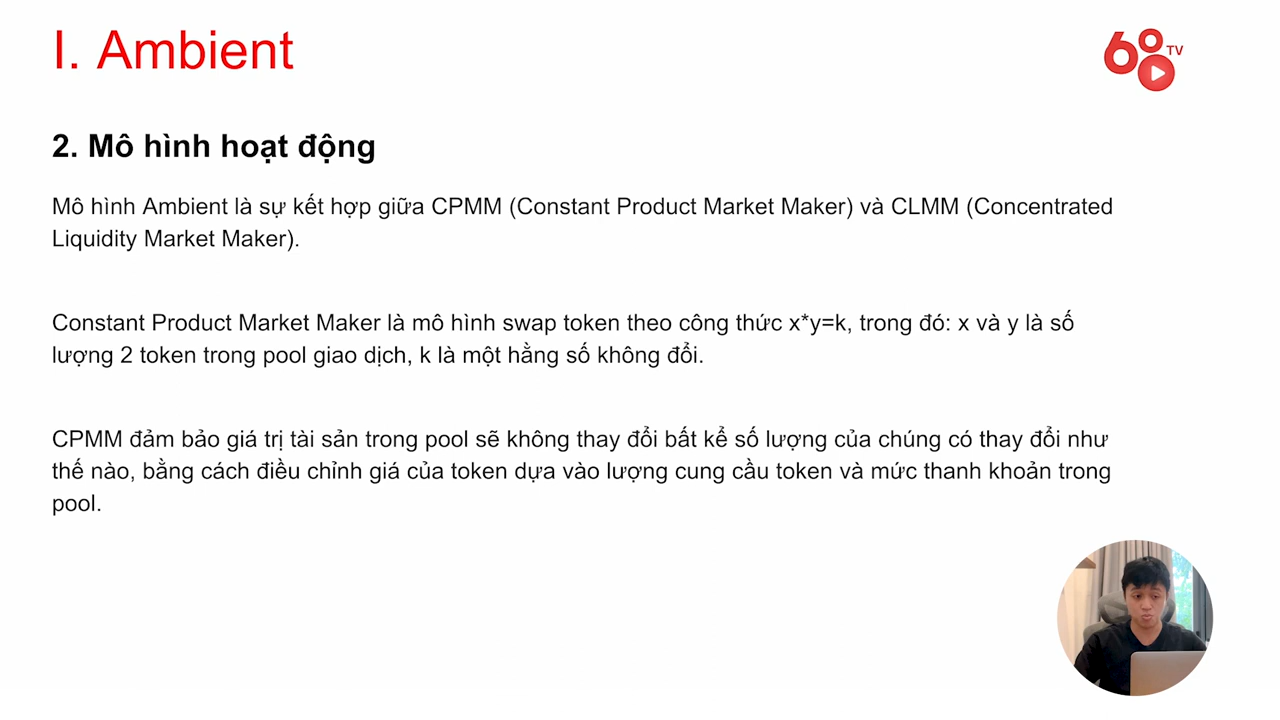 I. Ambient
68 TV
2. Mô hình hoạt động
Mô hình Ambient là sự kết hợp giữa CPMM (Constant Product Market Maker) và CLMM (Concentrated
Liquidity Market Maker).
Constant Product Market Maker là mô hình swap token theo công thức x*y=k, trong đó: x và y là số
lượng 2 token trong pool giao dịch, k là một hằng số không đổi.
CPMM đảm bảo giá trị tài sản trong pool sẽ không thay đổi bất kể số lượng của chúng có thay đổi như
thế nào, bằng cách điều chỉnh giá của token dựa vào lượng cung cầu token và mức thanh khoản trong
pool.